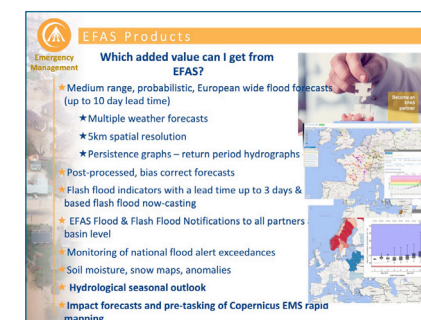 EFAS Products
Emergency
Management
Which added value can I get from
EFAS?
Medium range, probabilistic, European wide flood forecasts
(up to 10 day lead time)
Multiple weather forecasts
5km spatial resolution
Persistence graphs – return period hydrographs
Post-processed, bias correct forecasts
Flash flood indicators with a lead time up to 3 days &
based flash flood now-casting
EFAS Flood & Flash Flood Notifications to all partners
basin level
Monitoring of national flood alert exceedances
Soil moisture, snow maps, anomalies
Hydrological seasonal outlook
Impact forecasts and pre-tasking of Copernicus EMS rapid
mapping
Become an
EFAS
partner